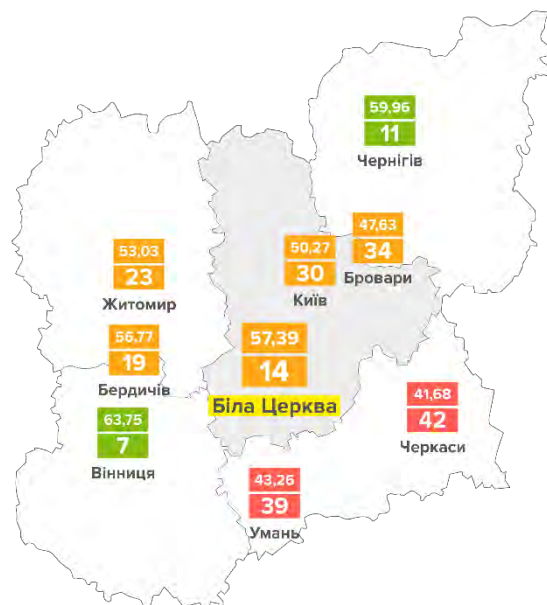 59,96
11
Чернігів
47,63
34
Бровари
50,27
30
Київ
53,03
23
Житомир
56,77
19
Бердичів
57,39
14
Біла Церква
63,75
7
Вінниця
41,68
42
Черкаси
43,26
39
Умань